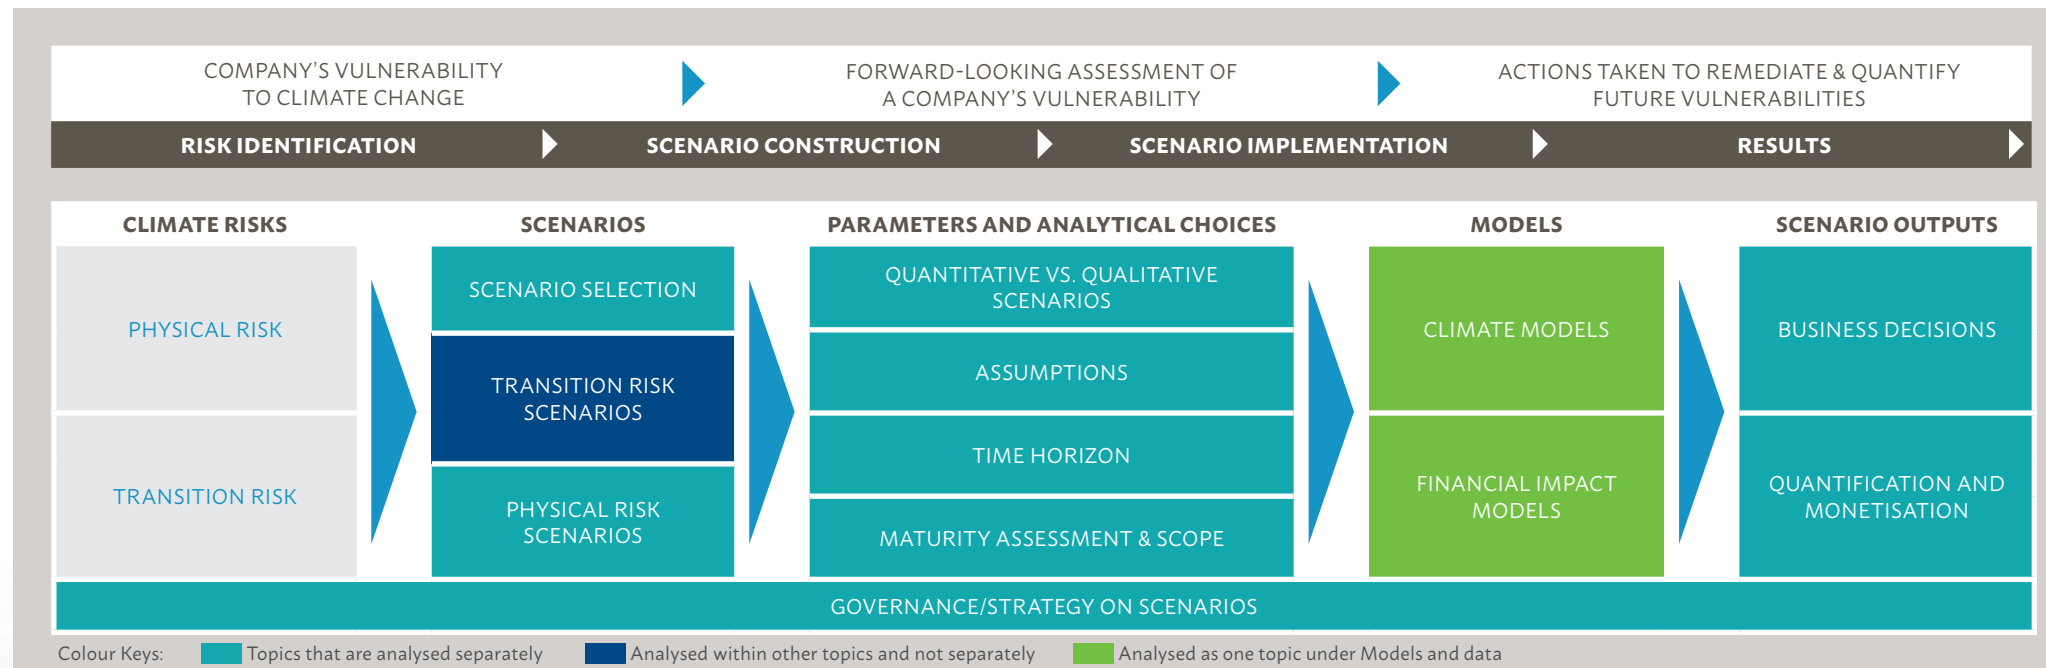 COMPANY'S VULNERABILITY
TO CLIMATE CHANGE
FORWARD-LOOKING ASSESSMENT OF
A COMPANY'S VULNERABILITY
ACTIONS TAKEN TO REMEDIATE & QUANTIFY
FUTURE VULNERABILITIES
RISK IDENTIFICATION
SCENARIO CONSTRUCTION
SCENARIO IMPLEMENTATION
RESULTS
CLIMATE RISKS
PHYSICAL RISK
TRANSITION RISK
SCENARIOS
SCENARIO SELECTION
TRANSITION RISK
SCENARIOS
PHYSICAL RISK
SCENARIOS
PARAMETERS AND ANALYTICAL CHOICES
QUANTITATIVE VS. QUALITATIVE
SCENARIOS
ASSUMPTIONS
TIME HORIZON
MATURITY ASSESSMENT & SCOPE
MODELS
CLIMATE MODELS
FINANCIAL IMPACT
MODELS
SCENARIO OUTPUTS
BUSINESS DECISIONS
QUANTIFICATION AND
MONETISATION
GOVERNANCE/STRATEGY ON SCENARIOS
Colour Keys:
Topics that are analysed separately
Analysed within other topics and not separately
Analysed as one topic under Models and data